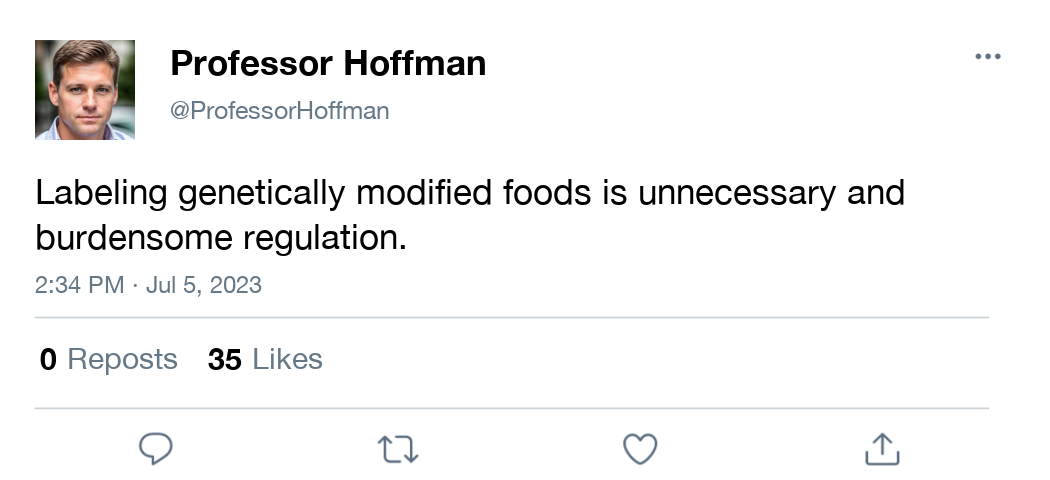 Professor Hoffman
@ProfessorHoffman
Labeling genetically modified foods is unnecessary and
burdensome regulation.
2:34 PM · Jul 5, 2023
0 Reposts 35 Likes